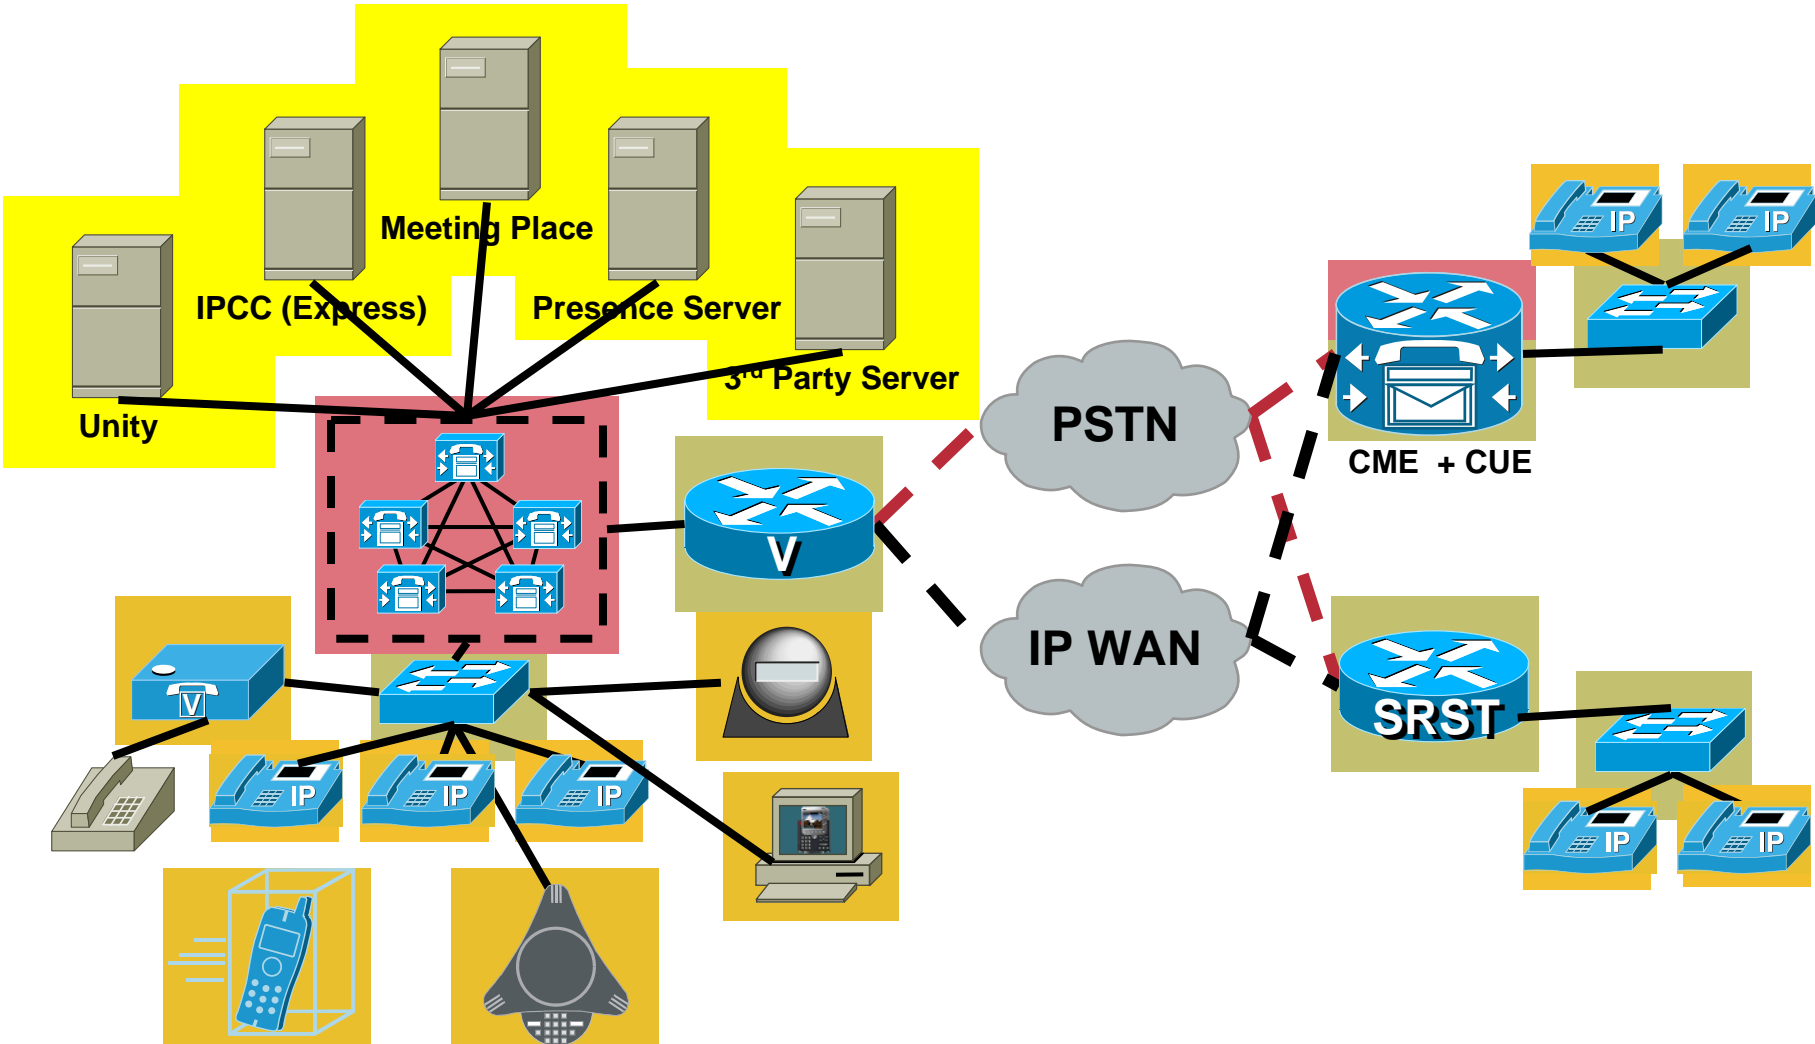 Meeting Place
IPCC (Express)
Presence Server
3rd Party Server
Unity
PSTN
IP WAN
CME + CUE
IP
IP
V
V
SRST
IP
IP
IP
IP
IP